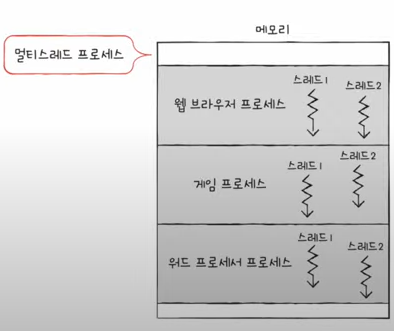 메모리
멀티스레드 프로세스
스레드1
스레드2
웹 브라우저 프로세스
스레드1
스레드2
게임 프로세스
스레드1
스레드2
워드 프로세서 프로세스